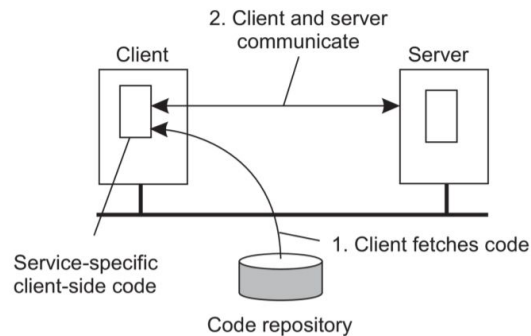 2. Client and server
communicate
Client
Server
1. Client fetches code
Service-specific
client-side code
Code repository